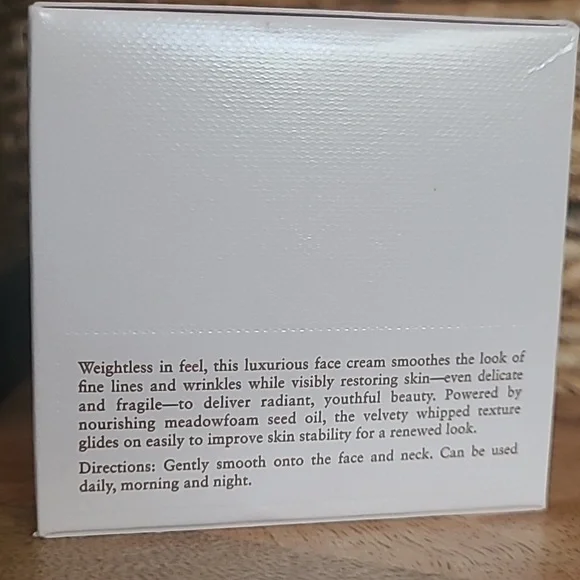 Weightless in feel, this luxurious face cream smoothes the look of
fine lines and wrinkles while visibly restoring skin—even delicate
and fragile—to deliver radiant, youthful beauty. Powered by
nourishing meadowfoam seed oil, the velvety whipped texture
glides on easily to improve skin stability for a renewed look.
Directions: Gently smooth onto the face and neck. Can be used
daily, morning and night.